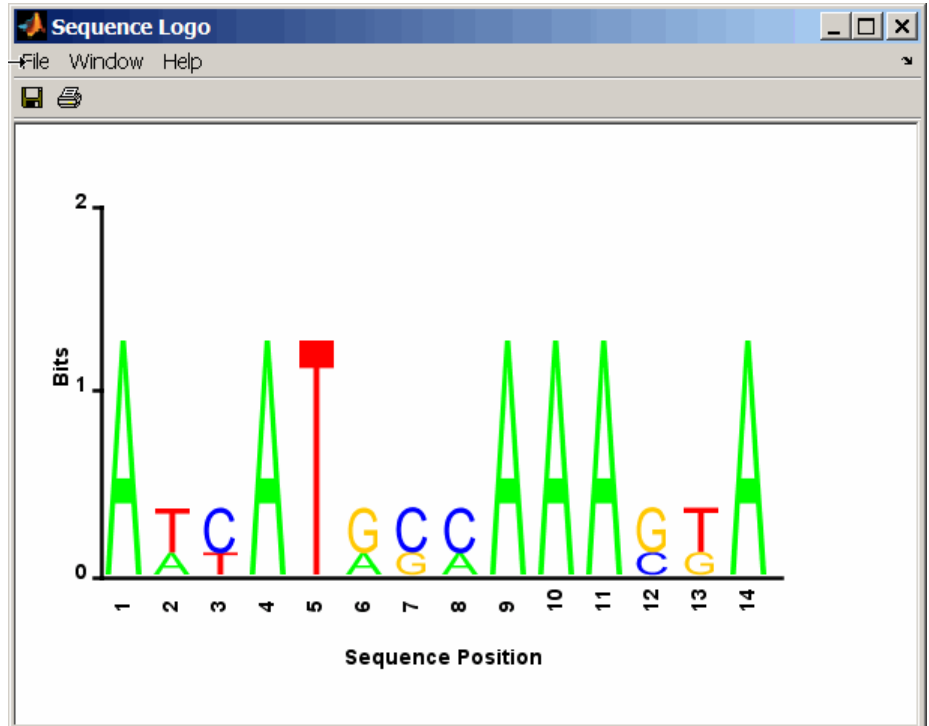 Sequence Logo
File Window Help
2
Bits
1
0
A T C A T G C C A A A G T A
A T A G A C G
1 2 3 4 5 6 7 8 9 10 11 12 13 14
Sequence Position